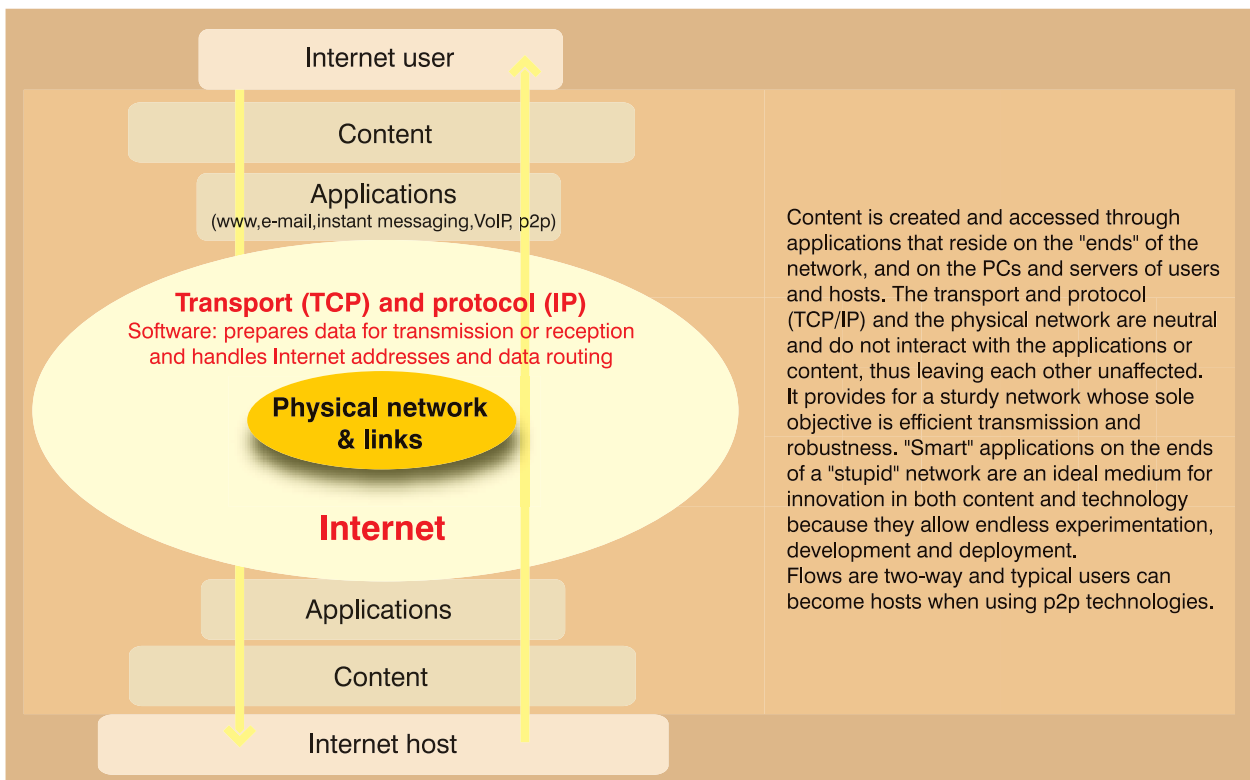 Internet user
Content
Applications
(www,e-mail,instant messaging,VoIP, p2p)
Transport (TCP) and protocol (IP)
Software: prepares data for transmission or reception
and handles Internet addresses and data routing
Physical network
& links
Internet
Applications
Content
Internet host
Content is created and accessed through
applications that reside on the "ends" of the
network, and on the PCs and servers of users
and hosts. The transport and protocol
(TCP/IP) and the physical network are neutral
and do not interact with the applications or
content, thus leaving each other unaffected.
It provides for a sturdy network whose sole
objective is efficient transmission and
robustness. "Smart" applications on the ends
of a "stupid" network are an ideal medium for
innovation in both content and technology
because they allow endless experimentation,
development and deployment.
Flows are two-way and typical users can
become hosts when using p2p technologies.